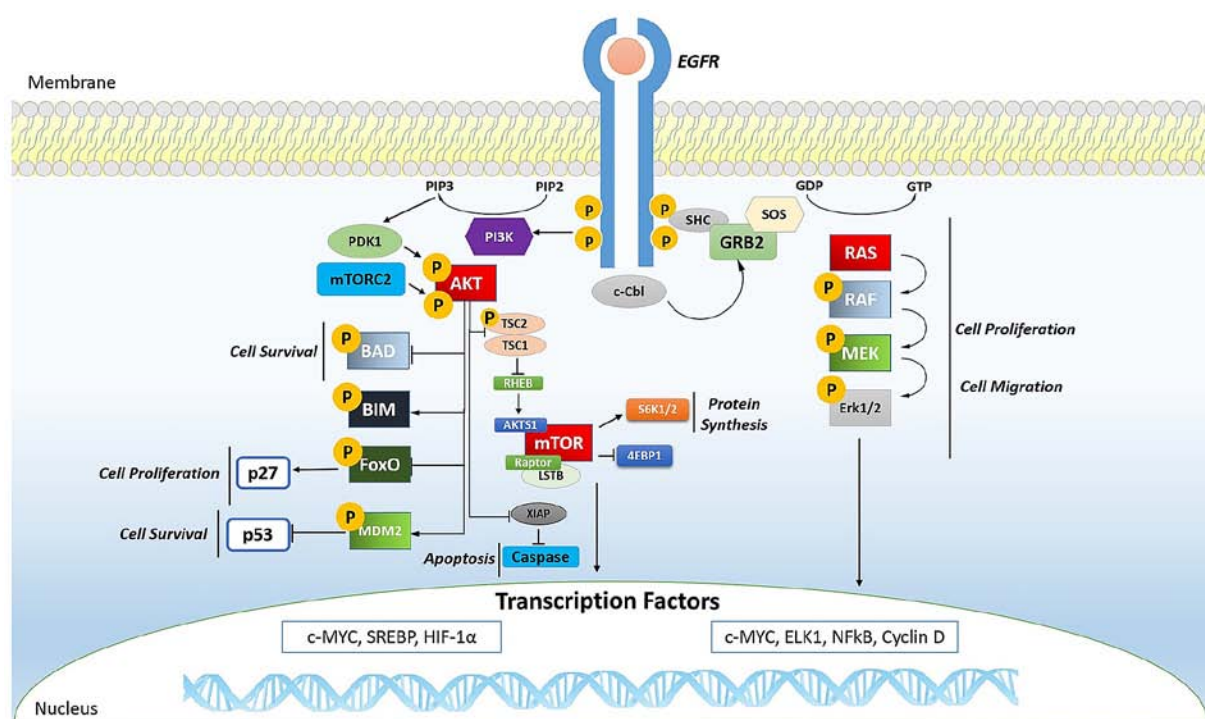 EGFR
Membrane
PIP3
PIP2
GDP
GTP
P
P
P
P
SHC
SOS
GRB2
PI3K
PDK1
mTORC2
P
P
AKT
c-Cbl
RAS
P
RAF
P
MEK
P
Erk1/2
Cell Proliferation
Cell Migration
P
TSC2
TSC1
RHEB
AKTS1
mTOR
Raptor
LSTB
S6K1/2
4EBP1
Protein
Synthesis
Cell Survival
P
BAD
P
BIM
Cell Proliferation
p27
P
FoxO
Cell Survival
p53
P
MDM2
XIAP
Apoptosis
Caspase
Transcription Factors
c-MYC, SREBP, HIF-1α
c-MYC, ELK1, NFkB, Cyclin D
Nucleus